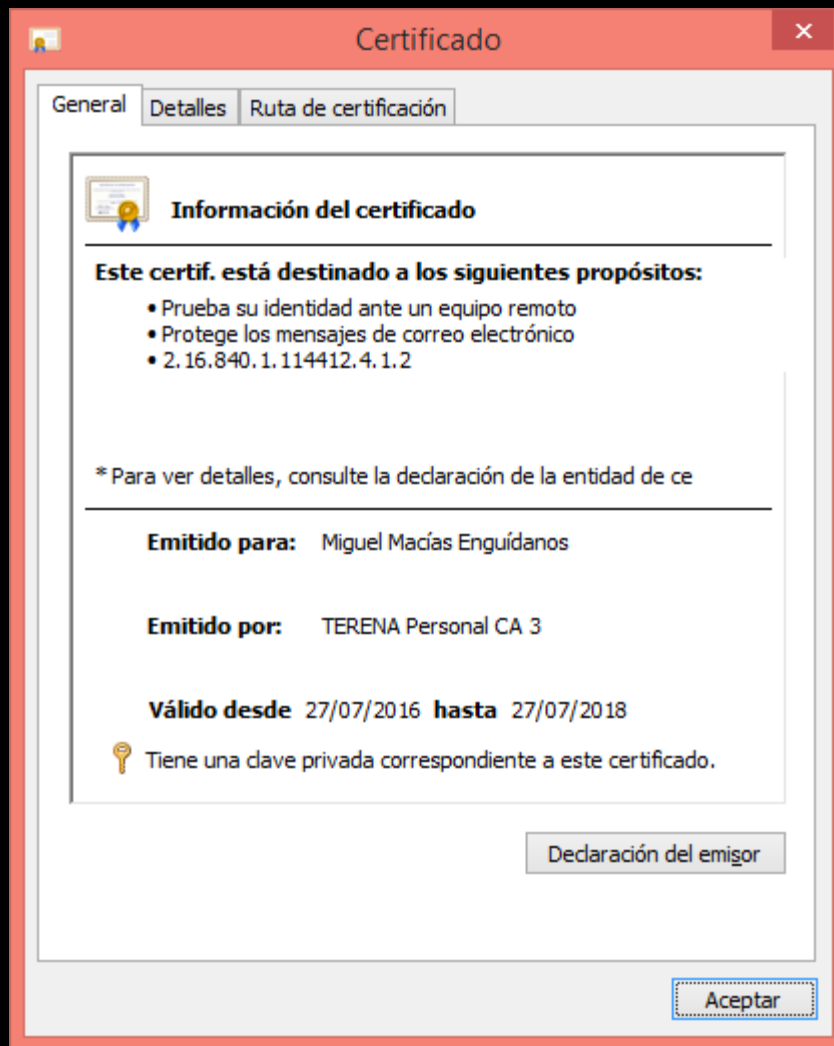 Certificado
General Detalles Ruta de certificación
Información del certificado
Este certif. está destinado a los siguientes propósitos:
• Prueba su identidad ante un equipo remoto
• Protege los mensajes de correo electrónico
• 2.16.840.1.114412.4.1.2
* Para ver detalles, consulte la declaración de la entidad de ce
Emitido para: Miguel Macías Enguídanos
Emitido por: TERENA Personal CA 3
Válido desde 27/07/2016 hasta 27/07/2018
Tiene una clave privada correspondiente a este certificado.
Declaración del emisor
Aceptar